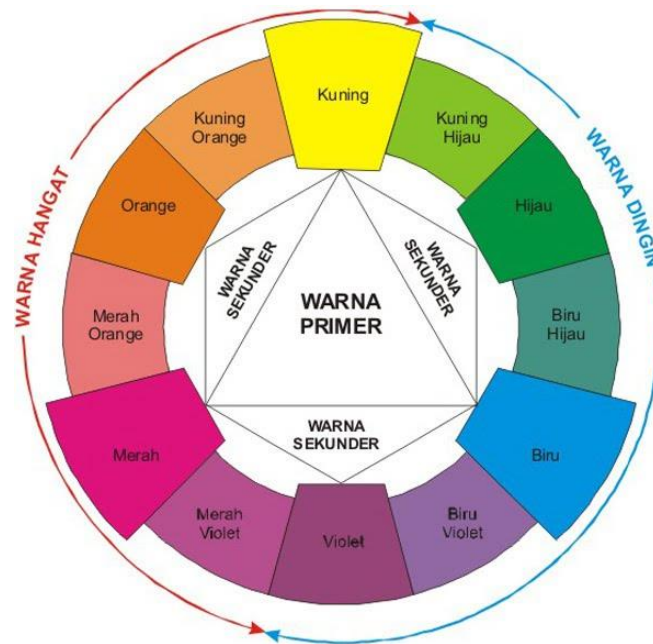 Kuning
Kuning
Orange
Kuning
Hijau
Orange
Hijau
Merah
Orange
Biru
Hijau
Merah
Biru
Merah
Violet
Violet
Biru
Violet
WARNA HANGAT
WARNA DINGIN
WARNA
SEKUNDER
WARNA
SEKUNDER
WARNA
PRIMER
WARNA
SEKUNDER